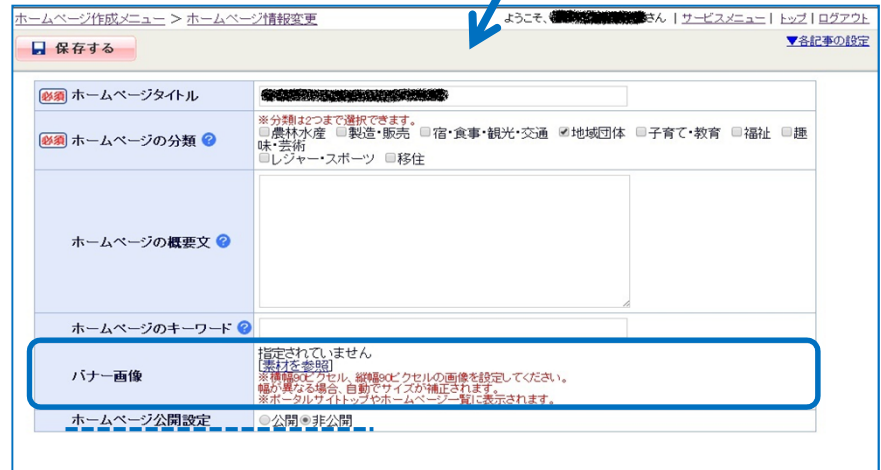 ホームページ作成メニュー > ホームページ情報変更
ようこそ、 さん | サービスメニュー | トップ | ログアウト
保存する
▼各記事の設定
必須 ホームページタイトル
必須 ホームページの分類 ?
※分類は2つまで選択できます。
農林水産 製造・販売 宿・食事・観光・交通 地域団体 子育て・教育 福祉 趣
味・芸術
レジャー・スポーツ 移住
ホームページの概要文 ?
ホームページのキーワード ?
バナー画像
指定されていません
[素材を参照]
※横幅90ピクセル、縦幅90ピクセルの画像を設定してください。
幅が異なる場合、自動でサイズが補正されます。
※ポータルサイトトップやホームページ一覧に表示されます。
ホームページ公開設定
公開 非公開